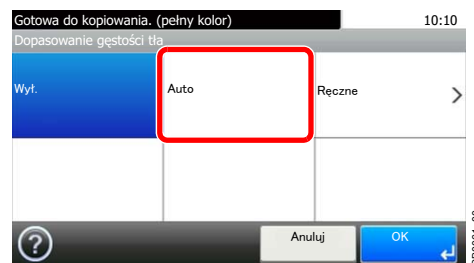 Gotowa do kopiowania. (pełny kolor) 10:10
Dopasowanie gęstości tła
Wył. Auto Ręczne
? Anuluj OK